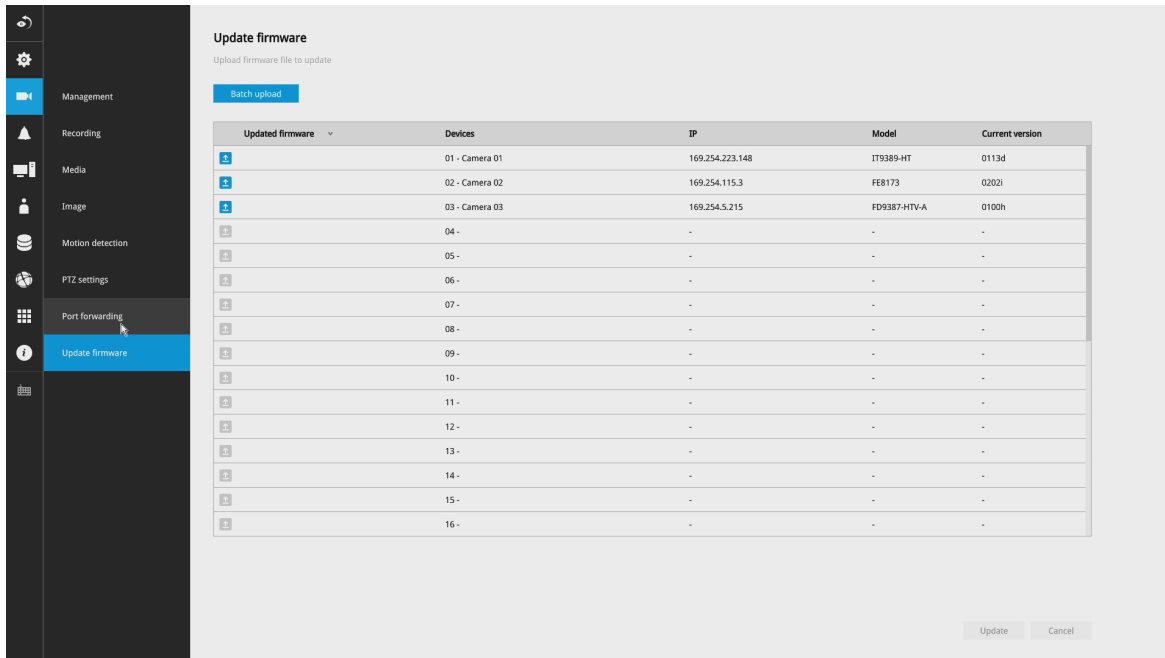 Update firmware
Upload firmware file to update
Batch upload
Management
Recording
Media
Image
Motion detection
PTZ settings
Port forwarding
Update firmware
Updated firmware Devices IP Model Current version
01 - Camera 01 169.254.223.148 IT9389-HT 0113d
02 - Camera 02 169.254.115.3 FE8173 0202i
03 - Camera 03 169.254.5.215 FD9387-HTV-A 0100h
04 - - - -
05 - - - -
06 - - - -
07 - - - -
08 - - - -
09 - - - -
10 - - - -
11 - - - -
12 - - - -
13 - - - -
14 - - - -
15 - - - -
16 - - - -
Update Cancel